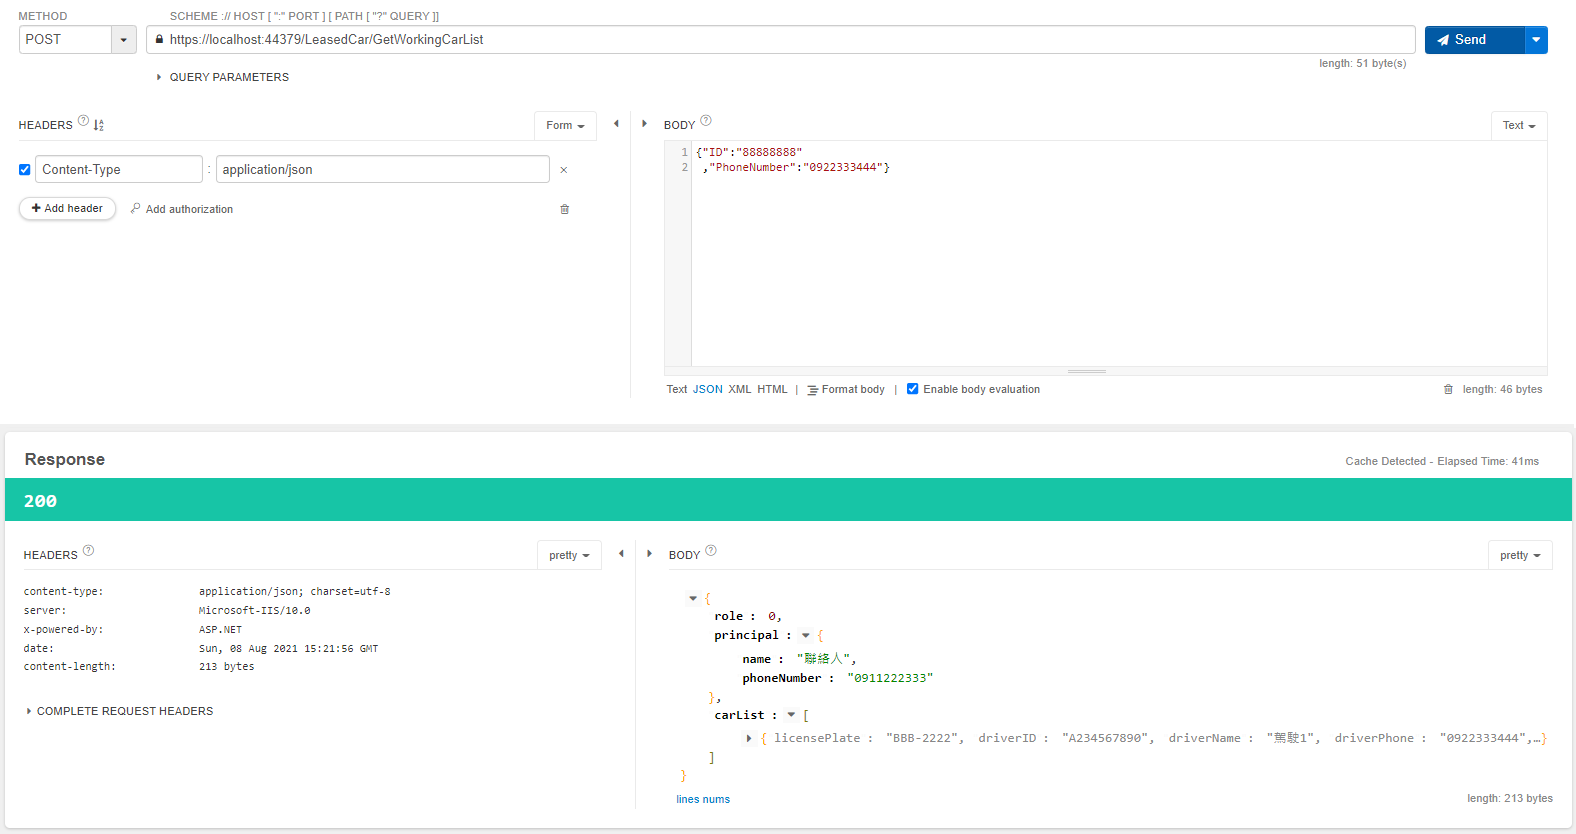 METHOD
SCHEME :// HOST [ ":" PORT ] [ PATH [ "?" QUERY ]]
POST
https://localhost:44379/LeasedCar/GetWorkingCarList
Send
length: 51 byte(s)
QUERY PARAMETERS
HEADERS
Form
BODY
Text
Content-Type : application/json
Add header
Add authorization
1 {"ID":"88888888"
2 ,"PhoneNumber":"0922333444"}
Text JSON XML HTML | Format body | Enable body evaluation
length: 46 bytes
Response
Cache Detected - Elapsed Time: 41ms
200
HEADERS
pretty
BODY
pretty
content-type: application/json; charset=utf-8
server: Microsoft-IIS/10.0
x-powered-by: ASP.NET
date: Sun, 08 Aug 2021 15:21:56 GMT
content-length: 213 bytes
COMPLETE REQUEST HEADERS
{
role : 0,
principal : {
name : "聯絡人",
phoneNumber : "0911222333"
},
carList : [
{ licensePlate : "BBB-2222", driverID : "A234567890", driverName : "駕駛1", driverPhone : "0922333444",…}
]
}
lines nums
length: 213 bytes